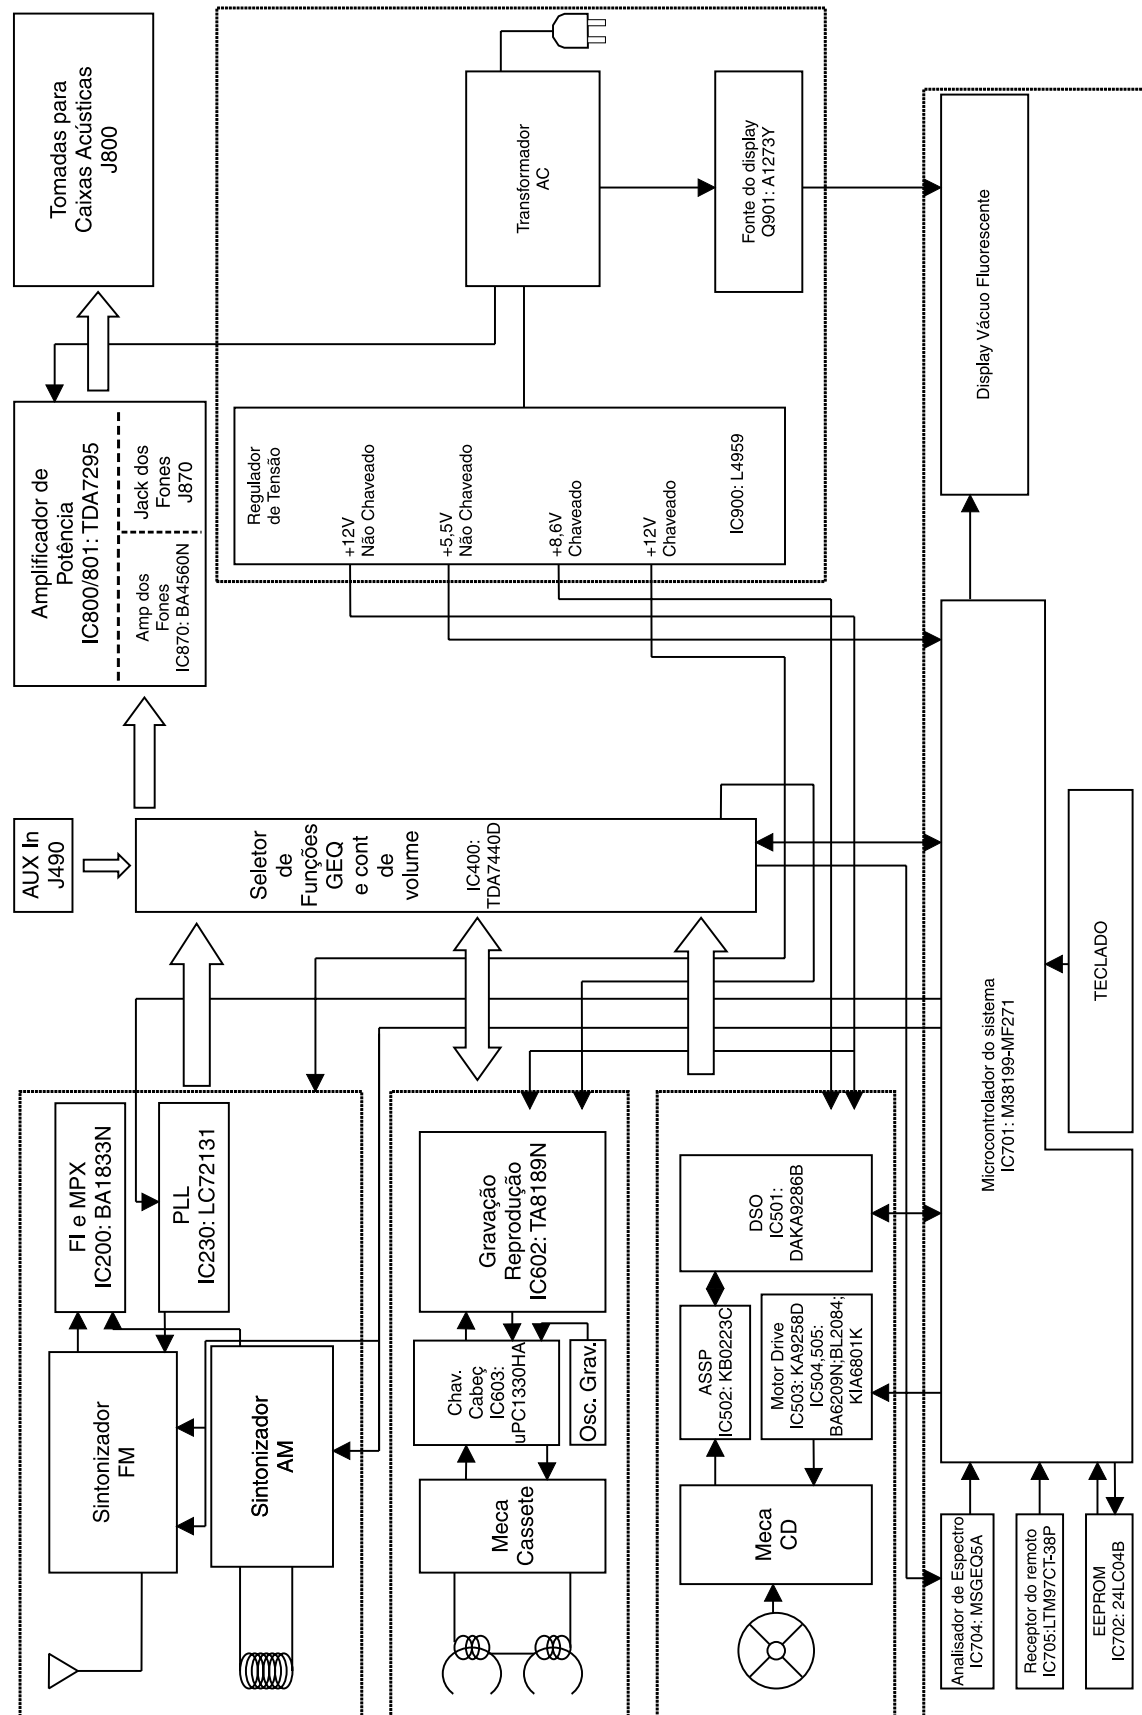 Tomadas para
Caixas Acústicas
J800
Amplificador de
Potência
IC800/801: TDA7295
Amp dos
Fones
IC870: BA4560N
Jack dos
Fones
J870
AUX In
J490
Transformador
AC
Fonte do display
Q901: A1273Y
Display Vácuo Fluorescente
Regulador
de Tensão
+12V
Não Chaveado
+5,5V
Não Chaveado
+8,6V
Chaveado
+12V
Chaveado
IC900: L4959
Seletor
de
Funções
GEQ
e cont
de
volume
IC400:
TDA7440D
FI e MPX
IC200: BA1833N
PLL
IC230: LC72131
Sintonizador
FM
Sintonizador
AM
Gravação
Reprodução
IC602: TA8189N
Chav.
Cabeç
IC603:
uPC1330HA
Osc. Grav.
Meca
Cassete
DSO
IC501:
DAKA9286B
ASSP
IC502: KB0223C
Motor Drive
IC503: KA9258D
IC504,505:
BA6209N;BL2084;
KIA6801K
Meca
CD
Microcontrolador do sistema
IC701: M38199-MF271
TECLADO
Analisador de Espectro
IC704: MSGEQ5A
Receptor do remoto
IC705:LTM97CT-38P
EEPROM
IC702: 24LC04B